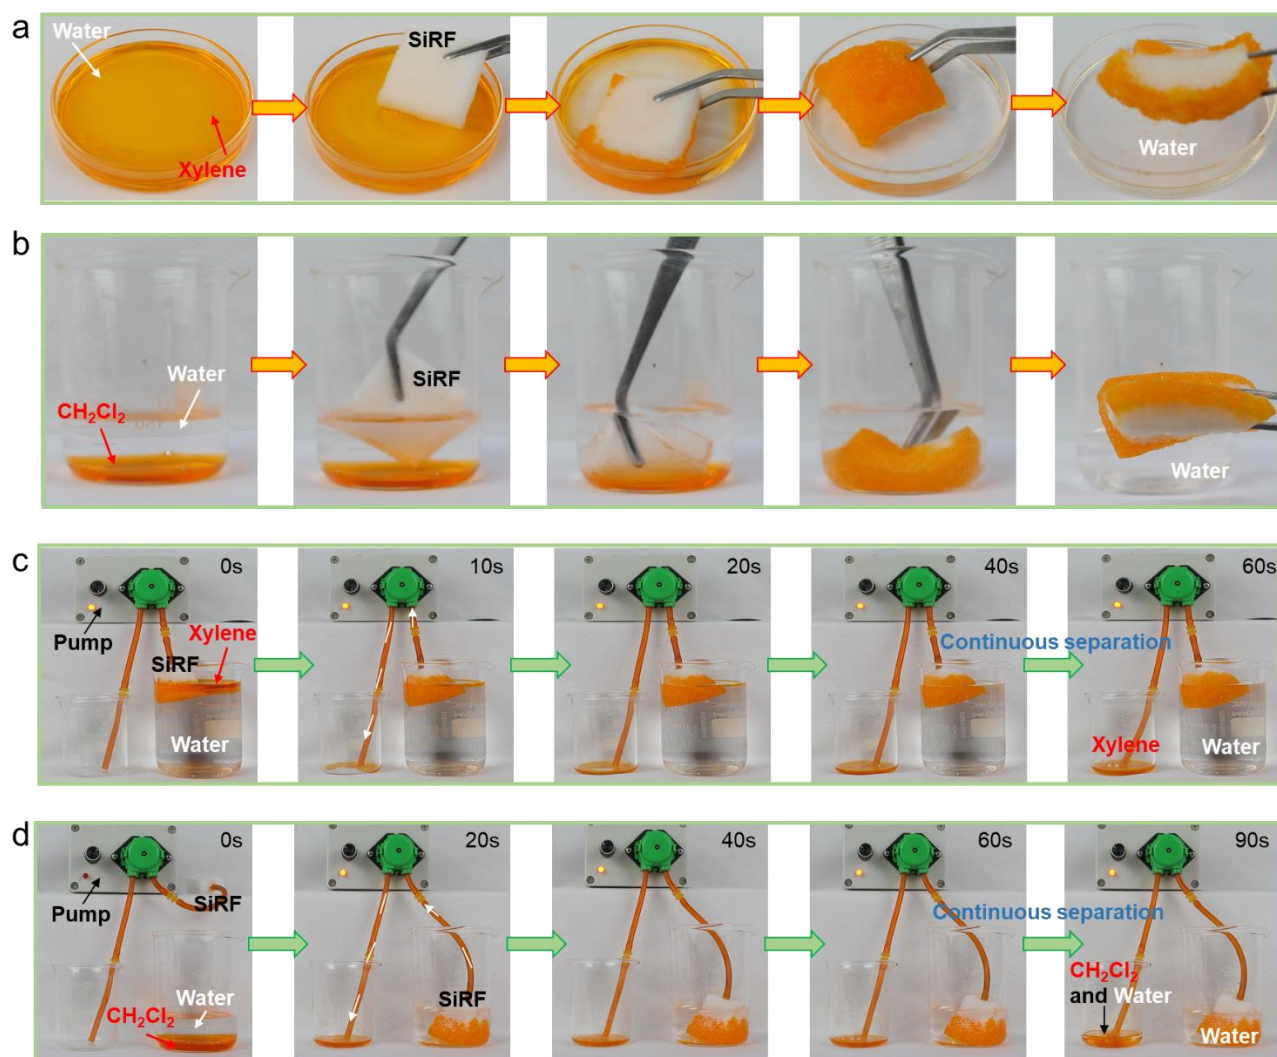 a
Water
Xylene
SiRF
Water
b
Water
CH₂Cl₂
SiRF
Water
c
0s
Pump
Xylene
SiRF
Water
10s
20s
40s
Continuous separation
60s
Xylene
Water
d
0s
Pump
SiRF
Water
CH₂Cl₂
20s
SiRF
40s
60s
Continuous separation
90s
CH₂Cl₂
and Water
Water